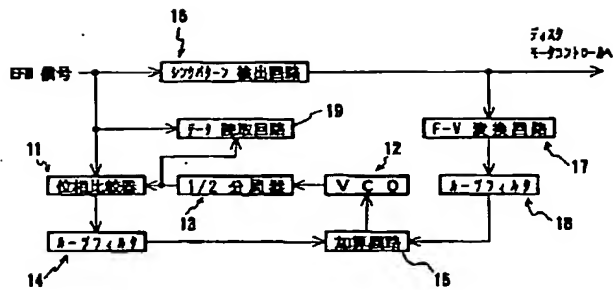 16
ディスク
モータコントロールへ
EFM 信号
シンクパターン 検出回路
19
データ 読取回路
F-V 変換回路
11
12
17
位相比較器
1/2 分周器
VCO
ループフィルタ
13
18
ループフィルタ
加算回路
14
15